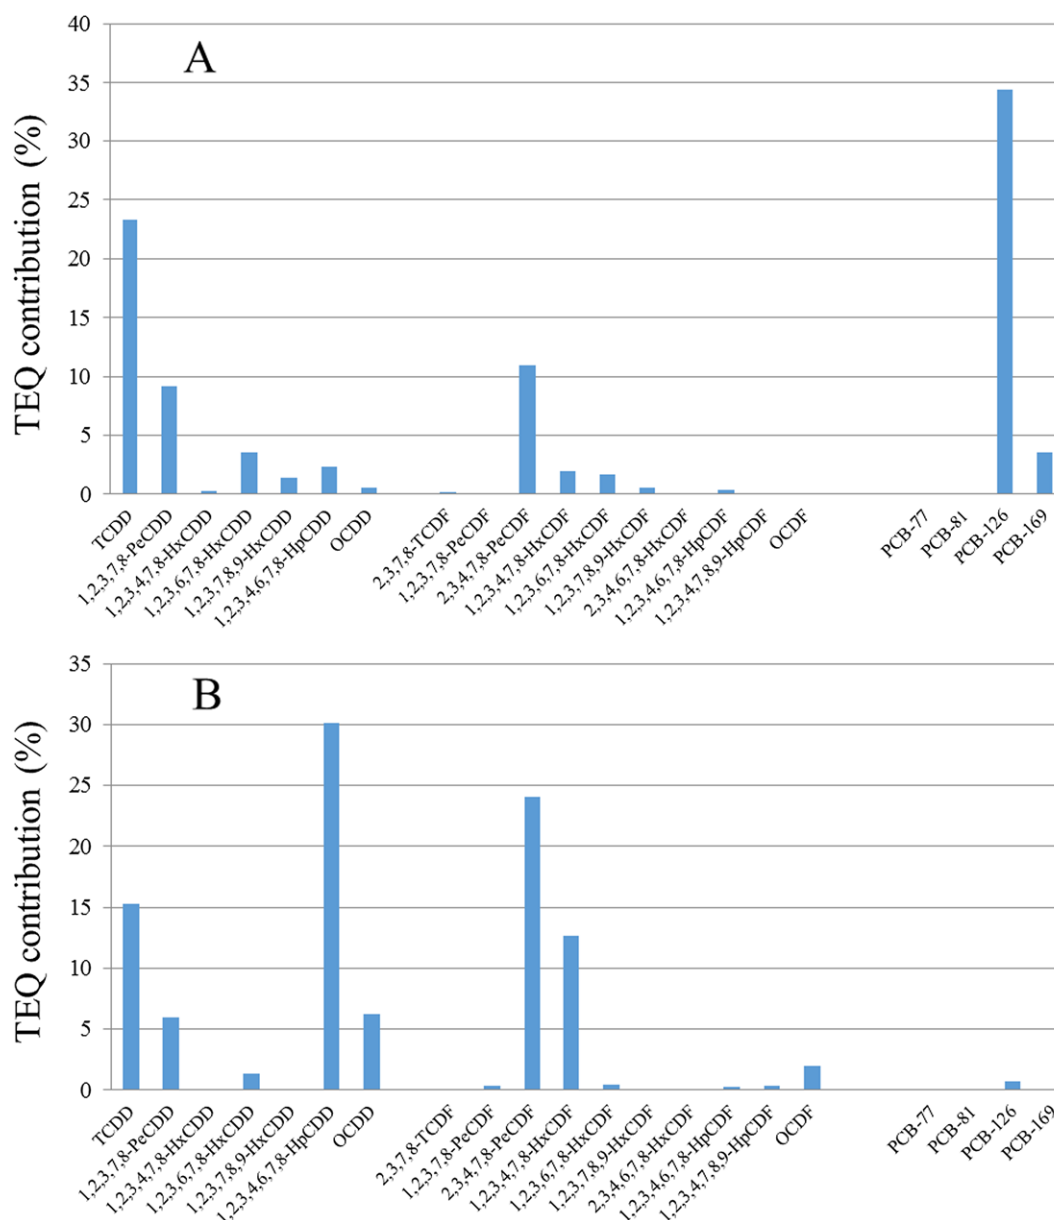 A
TEQ contribution (%)
40
35
30
25
20
15
10
5
0
TCDD
1,2,3,7,8-PeCDD
1,2,3,4,7,8-HxCDD
1,2,3,6,7,8-HxCDD
1,2,3,7,8,9-HxCDD
1,2,3,4,6,7,8-HpCDD
OCDD
2,3,7,8-TCDF
1,2,3,7,8-PeCDF
2,3,4,7,8-PeCDF
1,2,3,4,7,8-HxCDF
1,2,3,6,7,8-HxCDF
1,2,3,7,8,9-HxCDF
2,3,4,6,7,8-HxCDF
1,2,3,4,6,7,8-HpCDF
1,2,3,4,7,8,9-HpCDF
OCDF
PCB-77
PCB-81
PCB-126
PCB-169
B
TEQ contribution (%)
35
30
25
20
15
10
5
0
TCDD
1,2,3,7,8-PeCDD
1,2,3,4,7,8-HxCDD
1,2,3,6,7,8-HxCDD
1,2,3,7,8,9-HxCDD
1,2,3,4,6,7,8-HpCDD
OCDD
2,3,7,8-TCDF
1,2,3,7,8-PeCDF
2,3,4,7,8-PeCDF
1,2,3,4,7,8-HxCDF
1,2,3,6,7,8-HxCDF
1,2,3,7,8,9-HxCDF
2,3,4,6,7,8-HxCDF
1,2,3,4,6,7,8-HpCDF
1,2,3,4,7,8,9-HpCDF
OCDF
PCB-77
PCB-81
PCB-126
PCB-169